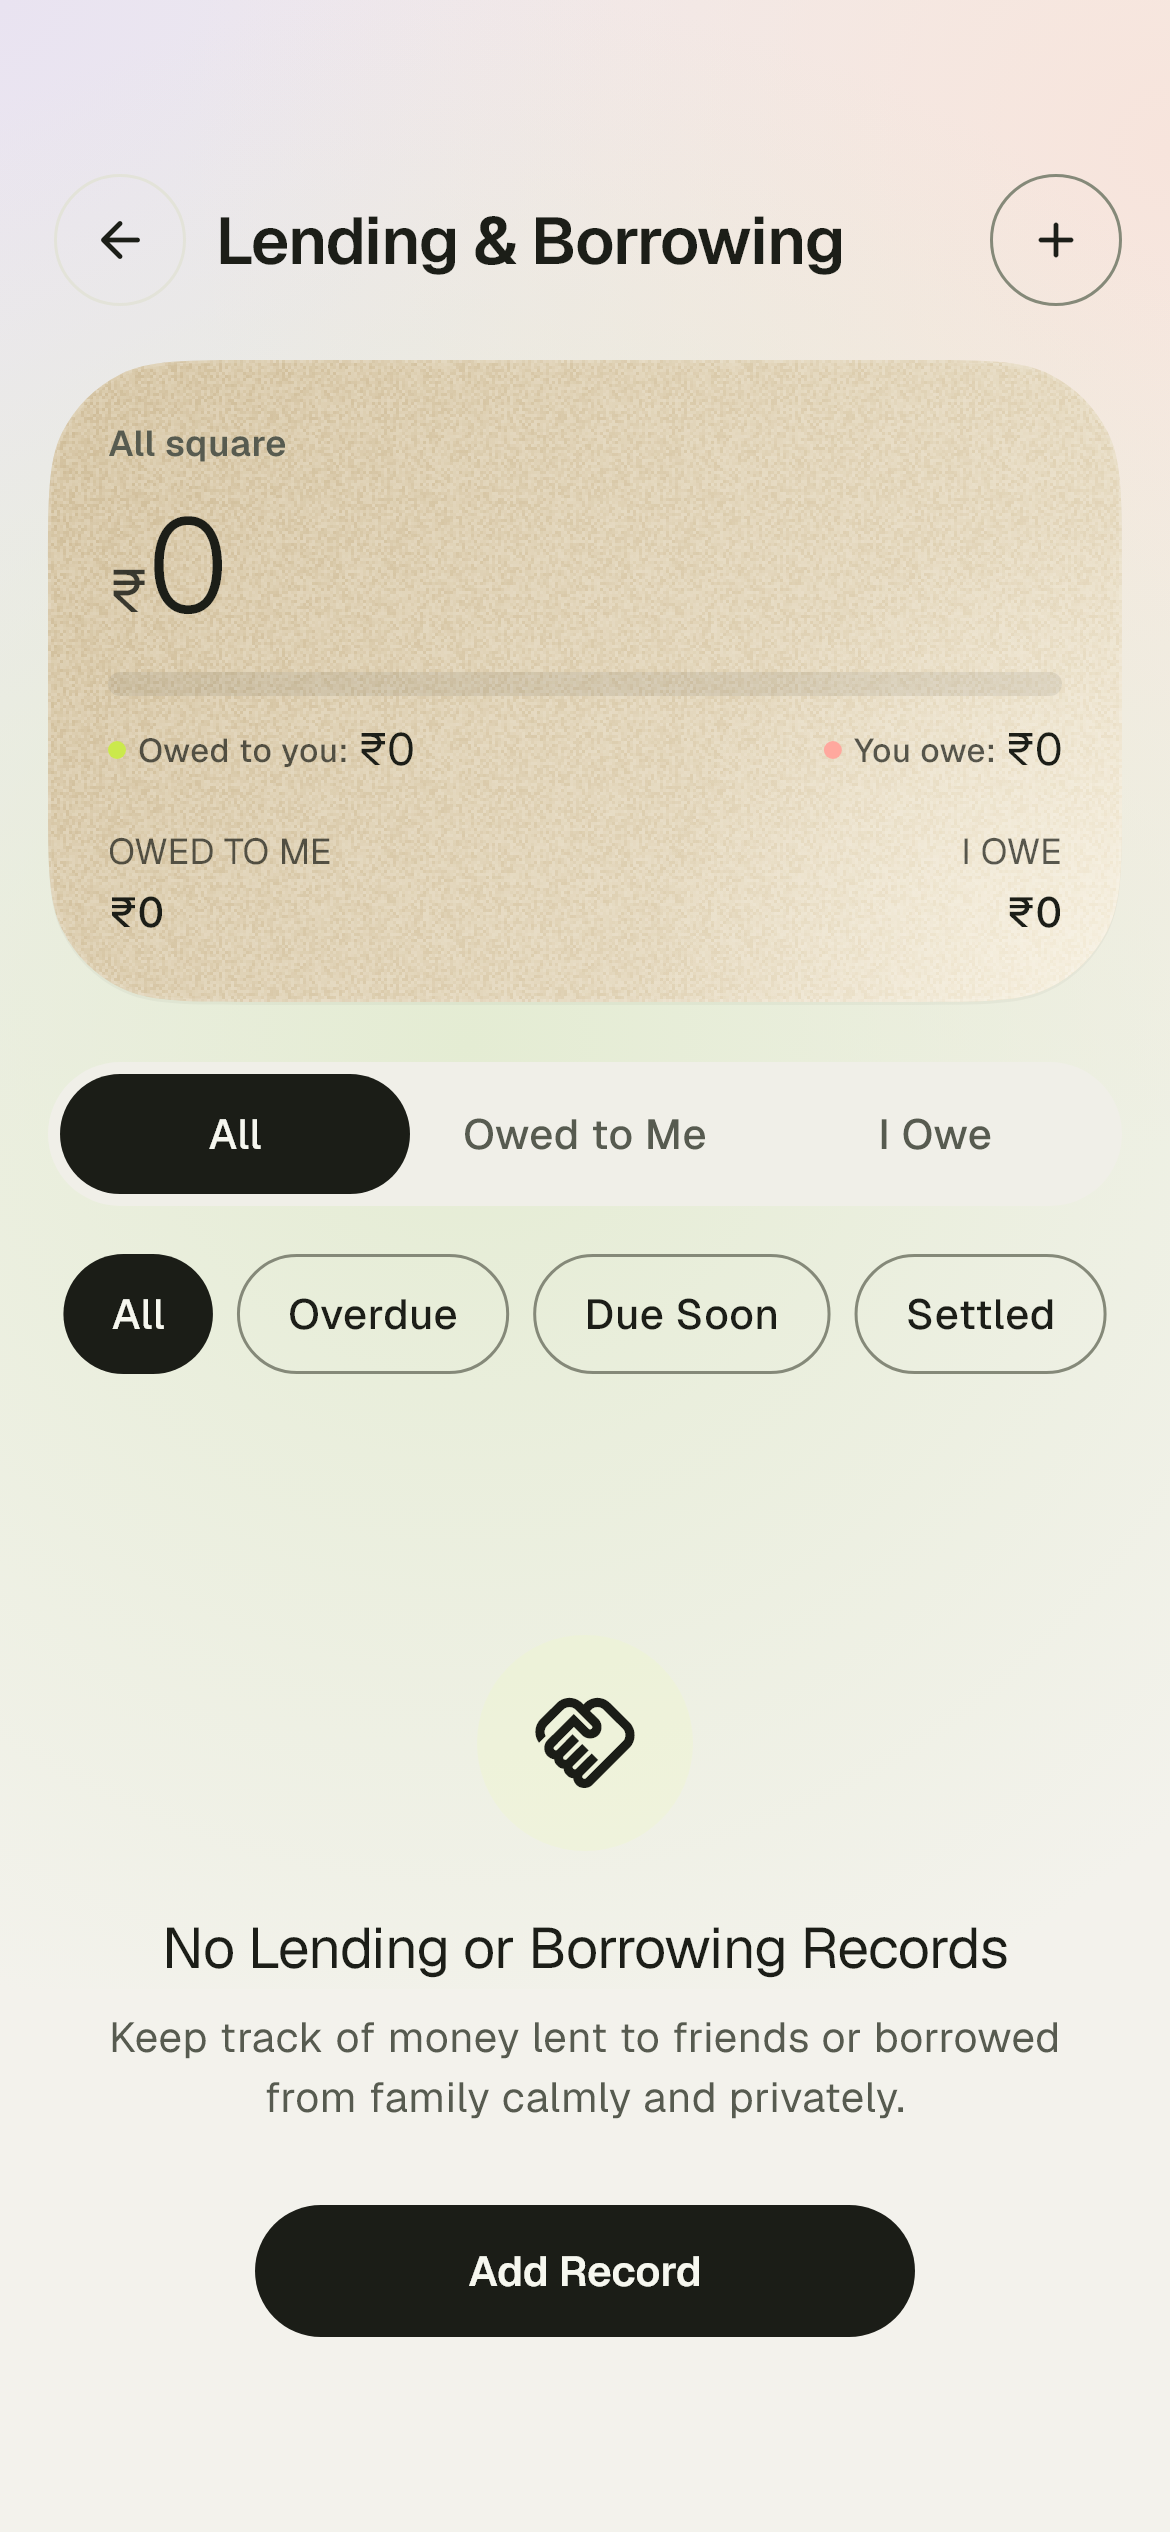 Lending & Borrowing
All square
₹0
Owed to you: ₹0
You owe: ₹0
OWED TO ME
I OWE
₹0
₹0
All
Owed to Me
I Owe
All
Overdue
Due Soon
Settled
No Lending or Borrowing Records
Keep track of money lent to friends or borrowed
from family calmly and privately.
Add Record